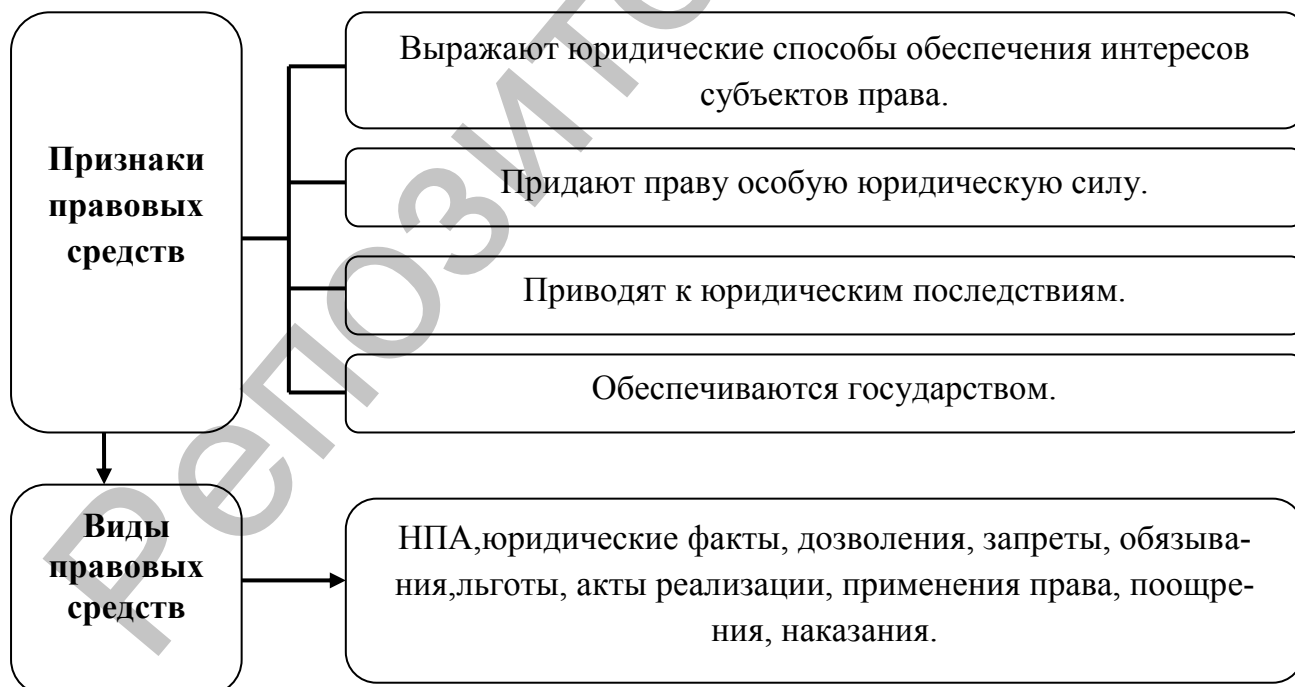 Признаки
правовых
средств
Выражают юридические способы обеспечения интересов
субъектов права.
Придают праву особую юридическую силу.
Приводят к юридическим последствиям.
Обеспечиваются государством.
Виды
правовых
средств
НПА,юридические факты, дозволения, запреты, обязыва-
ния,льготы, акты реализации, применения права, поощре-
ния, наказания.
Репозито